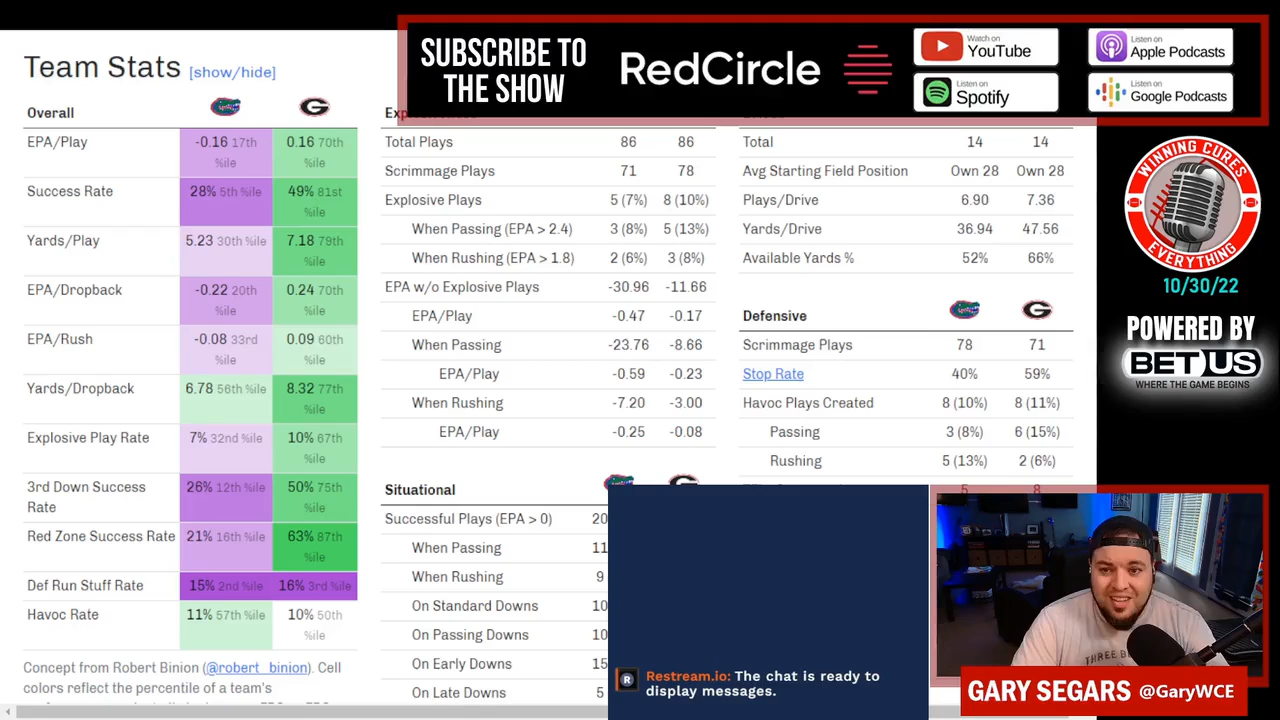 Team Stats [show/hide]
Overall
EPA/Play -0.16 17th %ile 0.16 70th %ile
Success Rate 28% 5th %ile 49% 81st %ile
Yards/Play 5.23 30th %ile 7.18 79th %ile
EPA/Dropback -0.22 20th %ile 0.24 70th %ile
EPA/Rush -0.08 33rd %ile 0.09 60th %ile
Yards/Dropback 6.78 56th %ile 8.32 77th %ile
Explosive Play Rate 7% 32nd %ile 10% 67th %ile
3rd Down Success Rate 26% 12th %ile 50% 75th %ile
Red Zone Success Rate 21% 16th %ile 63% 87th %ile
Def Run Stuff Rate 15% 2nd %ile 16% 3rd %ile
Havoc Rate 11% 57th %ile 10% 50th %ile
Concept from Robert Binion (@robert_binion). Cell
colors reflect the percentile of a team's
Total Plays 86 86
Scrimmage Plays 71 78
Explosive Plays 5 (7%) 8 (10%)
When Passing (EPA > 2.4) 3 (8%) 5 (13%)
When Rushing (EPA > 1.8) 2 (6%) 3 (8%)
EPA w/o Explosive Plays -30.96 -11.66
EPA/Play -0.47 -0.17
When Passing -23.76 -8.66
EPA/Play -0.59 -0.23
When Rushing -7.20 -3.00
EPA/Play -0.25 -0.08
Situational
Successful Plays (EPA > 0) 20
When Passing 11
When Rushing 9
On Standard Downs 10
On Passing Downs 10
On Early Downs 15
On Late Downs 5
Total 14 14
Avg Starting Field Position Own 28 Own 28
Plays/Drive 6.90 7.36
Yards/Drive 36.94 47.56
Available Yards % 52% 66%
Defensive
Scrimmage Plays 78 71
Stop Rate 40% 59%
Havoc Plays Created 8 (10%) 8 (11%)
Passing 3 (8%) 6 (15%)
Rushing 5 (13%) 2 (6%)
SUBSCRIBE TO
THE SHOW
RedCircle
Watch on
YouTube
Listen on
Spotify
Listen on
Apple Podcasts
Listen on
Google Podcasts
WINNING CURES
EVERYTHING
10/30/22
POWERED BY
BETUS
WHERE THE GAME BEGINS
Restream.io: The chat is ready to
display messages.
GARY SEGARS @GaryWCE